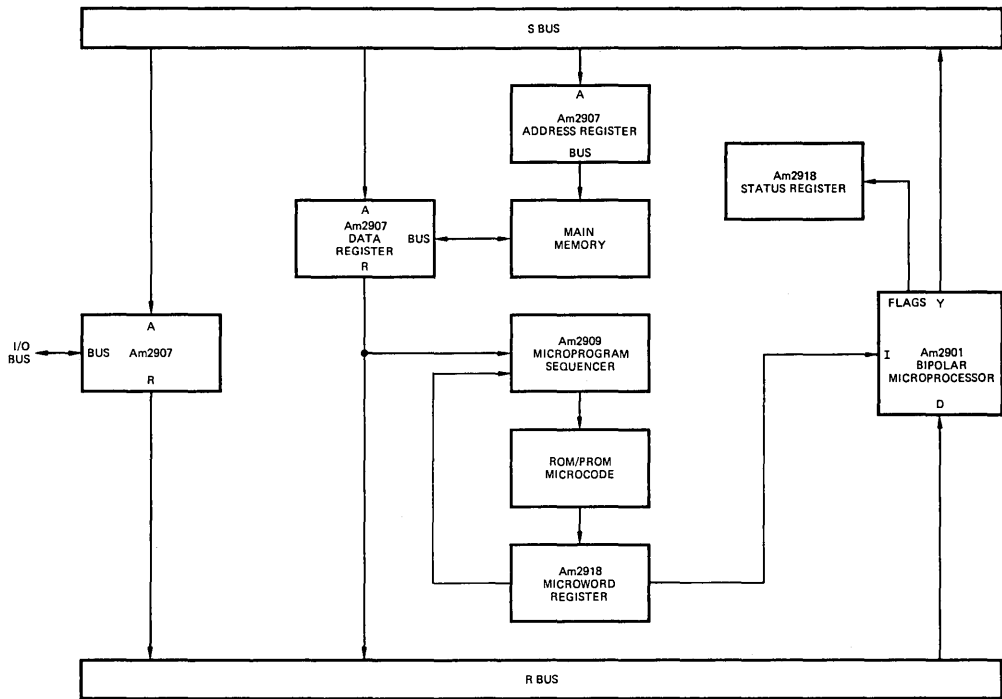 S BUS
A
Am2907
ADDRESS REGISTER
BUS
Am2918
STATUS REGISTER
A
Am2907
DATA
REGISTER
BUS
R
MAIN
MEMORY
FLAGS Y
I
Am2901
BIPOLAR
MICROPROCESSOR
D
I/O
BUS
A
BUS
Am2907
R
Am2909
MICROPROGRAM
SEQUENCER
ROM/PROM
MICROCODE
Am2918
MICROWORD
REGISTER
R BUS